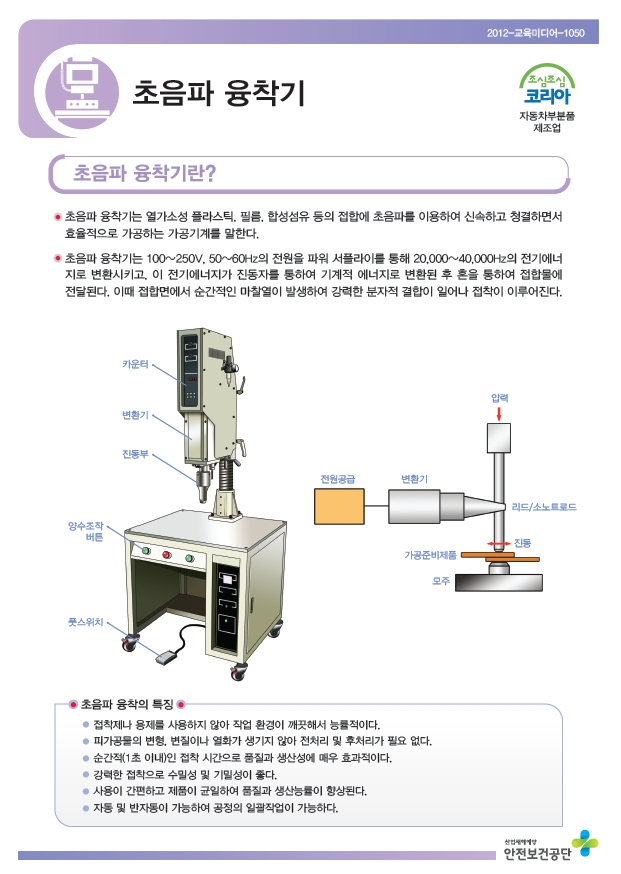 2012-교육미디어-1050
초음파 융착기
조심조심
코리아
자동차부분품
제조업
초음파 융착기란?
초음파 융착기는 열가소성 플라스틱, 필름, 합성섬유 등의 접합에 초음파를 이용하여 신속하고 청결하면서
효율적으로 가공하는 가공기계를 말한다.
초음파 융착기는 100~250V, 50~60Hz의 전원을 파워 서플라이를 통해 20,000~40,000Hz의 전기에너
지로 변환시키고, 이 전기에너지가 진동자를 통하여 기계적 에너지로 변환된 후 혼을 통하여 접합물에
전달된다. 이때 접합면에서 순간적인 마찰열이 발생하여 강력한 분자적 결합이 일어나 접착이 이루어진다.
카운터
변환기
진동부
양수조작
버튼
풋스위치
압력
전원공급
변환기
리드/소노트로드
진동
가공준비제품
모주
초음파 융착의 특징
접착제나 용제를 사용하지 않아 직업 환경이 깨끗해서 능률적이다.
피가공물의 변형, 변질이나 열화가 생기지 않아 전처리 및 후처리가 필요 없다.
순간적(1초 이내)인 접착 시간으로 품질과 생산성에 매우 효과적이다.
강력한 접착으로 수밀성 및 기밀성이 좋다.
사용이 간편하고 제품이 균일하여 품질과 생산능률이 향상된다.
자동 및 반자동이 가능하여 공정의 일괄작업이 가능하다.
산업재해예방
안전보건공단